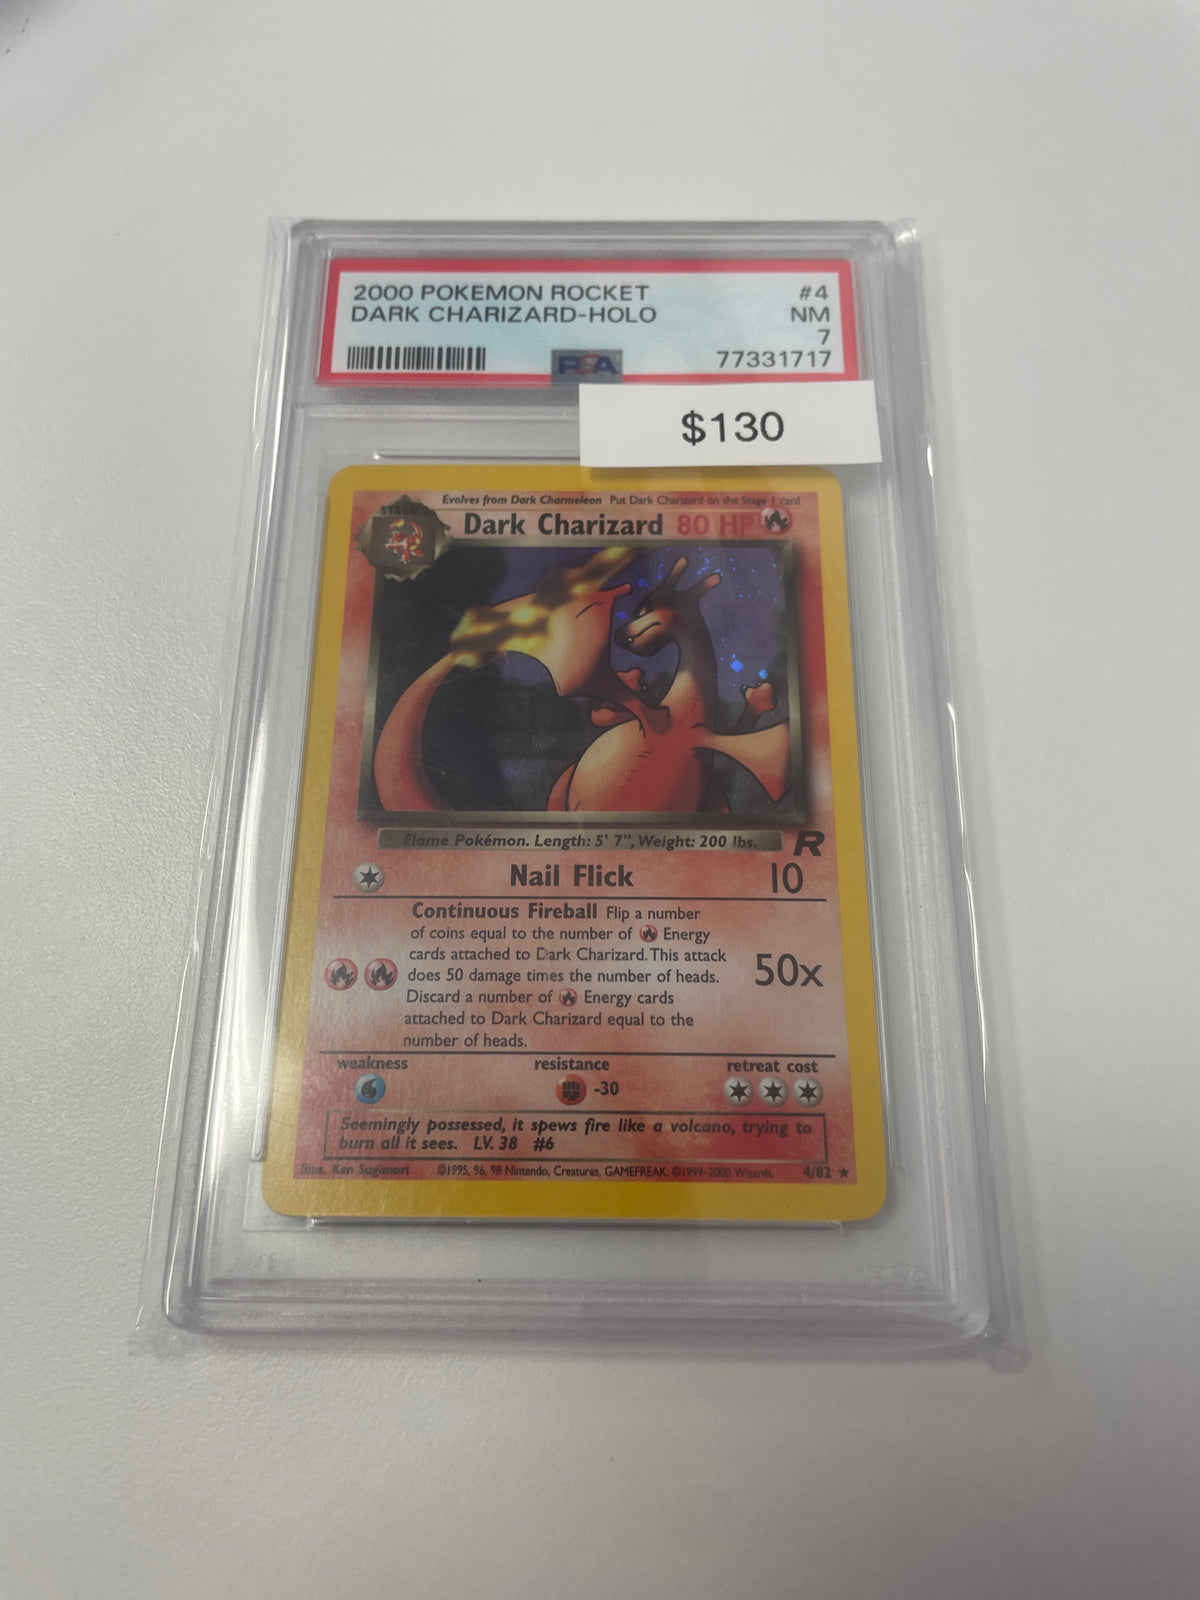 2000 POKEMON ROCKET #4
DARK CHARIZARD-HOLO NM
7
PSA 77331717
$130
Evolves from Dark Charmeleon Put Dark Charizard on the Stage 1 card
STAGE 2
Dark Charizard 80 HP
Flame Pokémon. Length: 5' 7", Weight: 200 lbs.
R
Nail Flick 10
Continuous Fireball Flip a number
of coins equal to the number of Energy
cards attached to Dark Charizard. This attack
does 50 damage times the number of heads.
50x
Discard a number of Energy cards
attached to Dark Charizard equal to the
number of heads.
weakness resistance retreat cost
-30
Seemingly possessed, it spews fire like a volcano, trying to
burn all it sees. LV. 38 #6
Illus. Ken Sugimori ©1995, 96, 98 Nintendo, Creatures, GAMEFREAK. ©1999-2000 Wizards. 4/82 ★
PSA